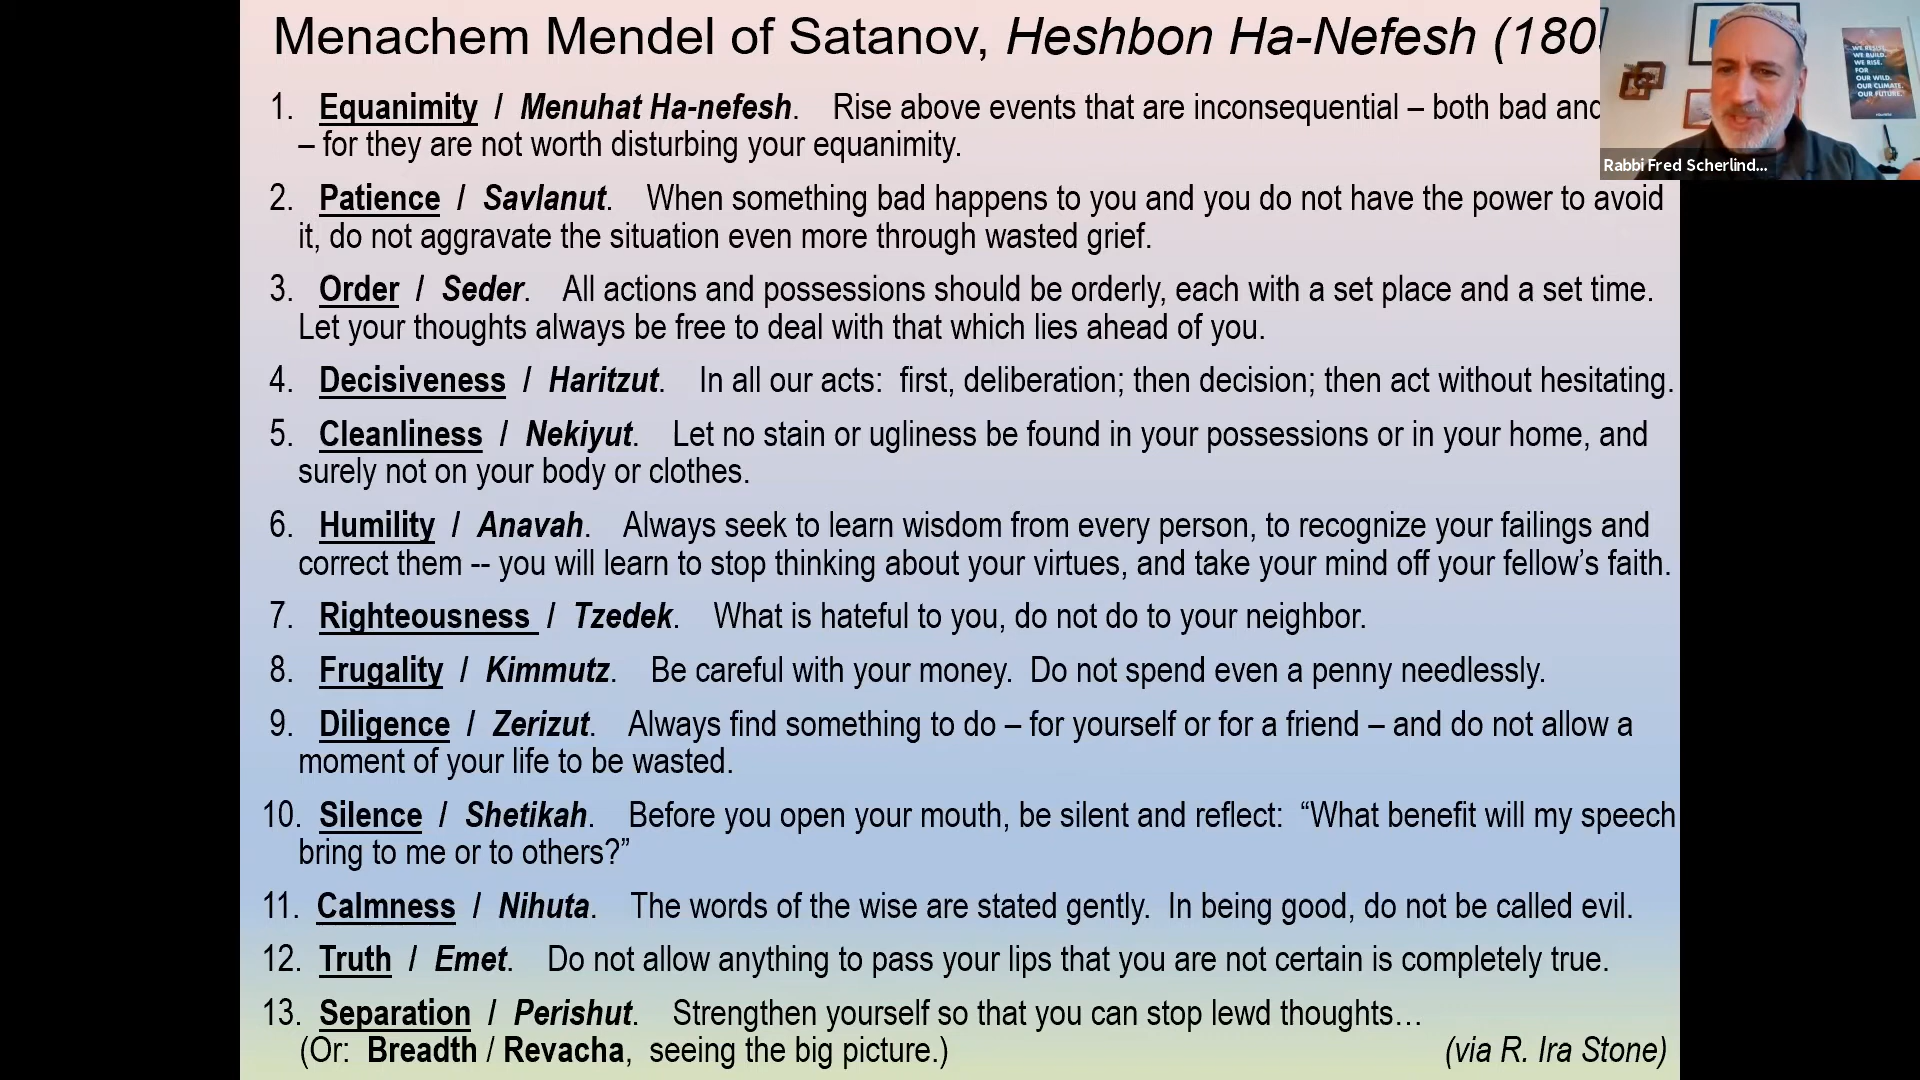 Menachem Mendel of Satanov, Heshbon Ha-Nefesh (180
1. Equanimity / Menuhat Ha-nefesh. Rise above events that are inconsequential – both bad and
– for they are not worth disturbing your equanimity.
2. Patience / Savlanut. When something bad happens to you and you do not have the power to avoid
it, do not aggravate the situation even more through wasted grief.
3. Order / Seder. All actions and possessions should be orderly, each with a set place and a set time.
Let your thoughts always be free to deal with that which lies ahead of you.
4. Decisiveness / Haritzut. In all our acts: first, deliberation; then decision; then act without hesitating.
5. Cleanliness / Nekiyut. Let no stain or ugliness be found in your possessions or in your home, and
surely not on your body or clothes.
6. Humility / Anavah. Always seek to learn wisdom from every person, to recognize your failings and
correct them -- you will learn to stop thinking about your virtues, and take your mind off your fellow’s faith.
7. Righteousness / Tzedek. What is hateful to you, do not do to your neighbor.
8. Frugality / Kimmutz. Be careful with your money. Do not spend even a penny needlessly.
9. Diligence / Zerizut. Always find something to do – for yourself or for a friend – and do not allow a
moment of your life to be wasted.
10. Silence / Shetikah. Before you open your mouth, be silent and reflect: “What benefit will my speech
bring to me or to others?”
11. Calmness / Nihuta. The words of the wise are stated gently. In being good, do not be called evil.
12. Truth / Emet. Do not allow anything to pass your lips that you are not certain is completely true.
13. Separation / Perishut. Strengthen yourself so that you can stop lewd thoughts…
(Or: Breadth / Revacha, seeing the big picture.)
(via R. Ira Stone)
WE RESIST.
WE BUILD.
WE RISE.
FOR
OUR WILD.
OUR CLIMATE.
OUR FUTURE.
Rabbi Fred Scherlind...